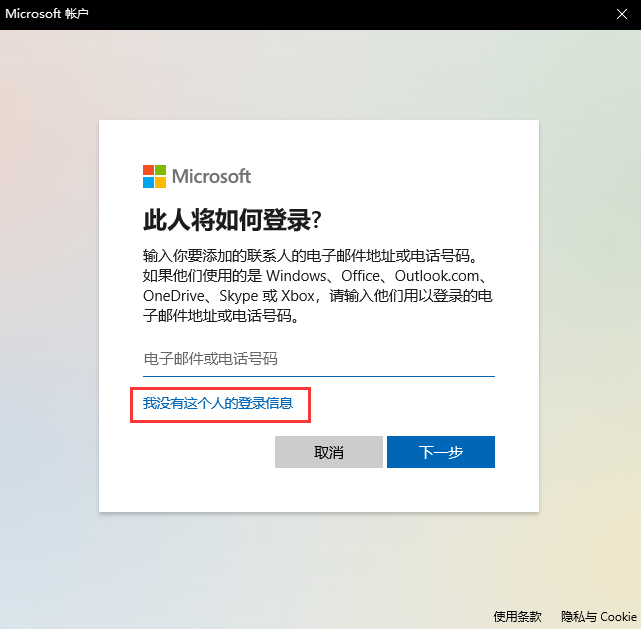 Microsoft 帐户
Microsoft
此人将如何登录?
输入你要添加的联系人的电子邮件地址或电话号码。
如果他们使用的是 Windows、Office、Outlook.com、
OneDrive、Skype 或 Xbox，请输入他们用以登录的电
子邮件地址或电话号码。
电子邮件或电话号码
我没有这个人的登录信息
取消
下一步
使用条款
隐私与 Cookie